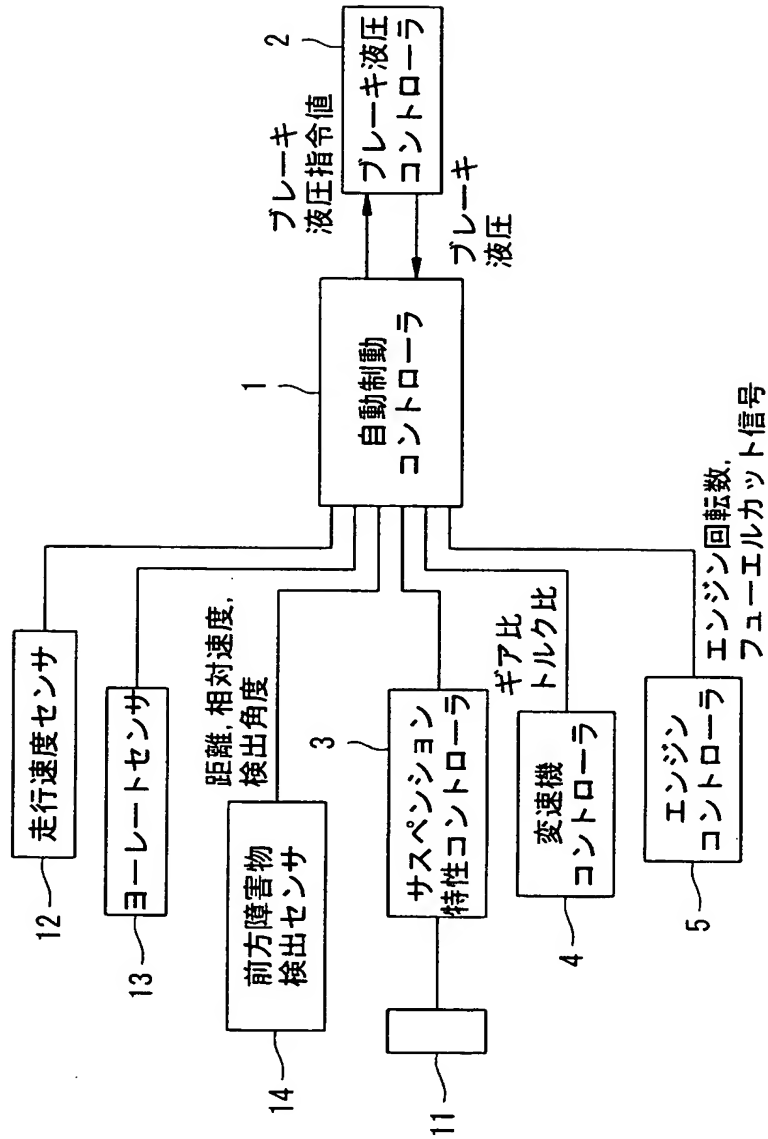 12
走行速度センサ
13
ヨーレートセンサ
14
前方障害物
検出センサ
距離,相対速度,
検出角度
11
3
サスペンション
特性コントローラ
4
変速機
コントローラ
ギア比
トルク比
5
エンジン
コントローラ
エンジン回転数,
フューエルカット信号
1
自動制動
コントローラ
ブレーキ
液圧指令値
ブレーキ
液圧
2
ブレーキ液圧
コントローラ